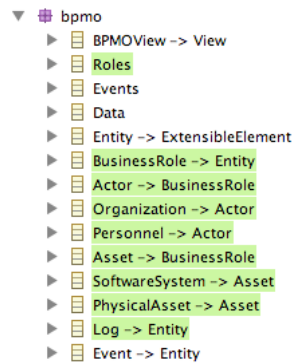 bpmo
BPMOView -> View
Roles
Events
Data
Entity -> ExtensibleElement
BusinessRole -> Entity
Actor -> BusinessRole
Organization -> Actor
Personnel -> Actor
Asset -> BusinessRole
SoftwareSystem -> Asset
PhysicalAsset -> Asset
Log -> Entity
Event -> Entity